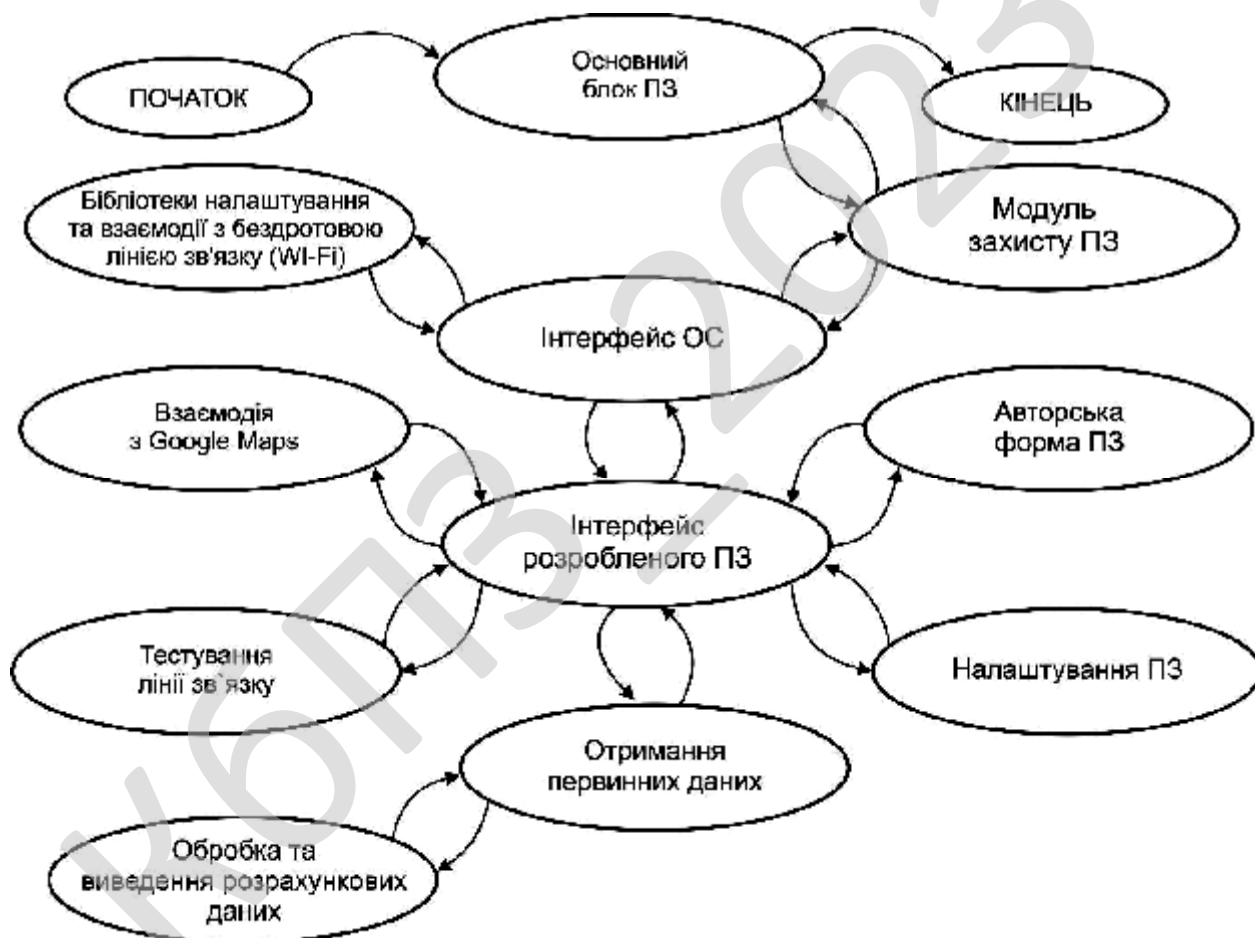 Основний
блок ПЗ
ПОЧАТОК
КІНЕЦЬ
Бібліотеки налаштування
та взаємодії з бездротовою
лінією зв'язку (WI-Fi)
Модуль
захисту ПЗ
Інтерфейс ОС
Взаємодія
з Google Maps
Авторська
форма ПЗ
Інтерфейс
розробленого ПЗ
Тестування
лінії зв`язку
Налаштування ПЗ
Отримання
первинних даних
Обробка та
виведення розрахункових
даних
КбПЗ_202